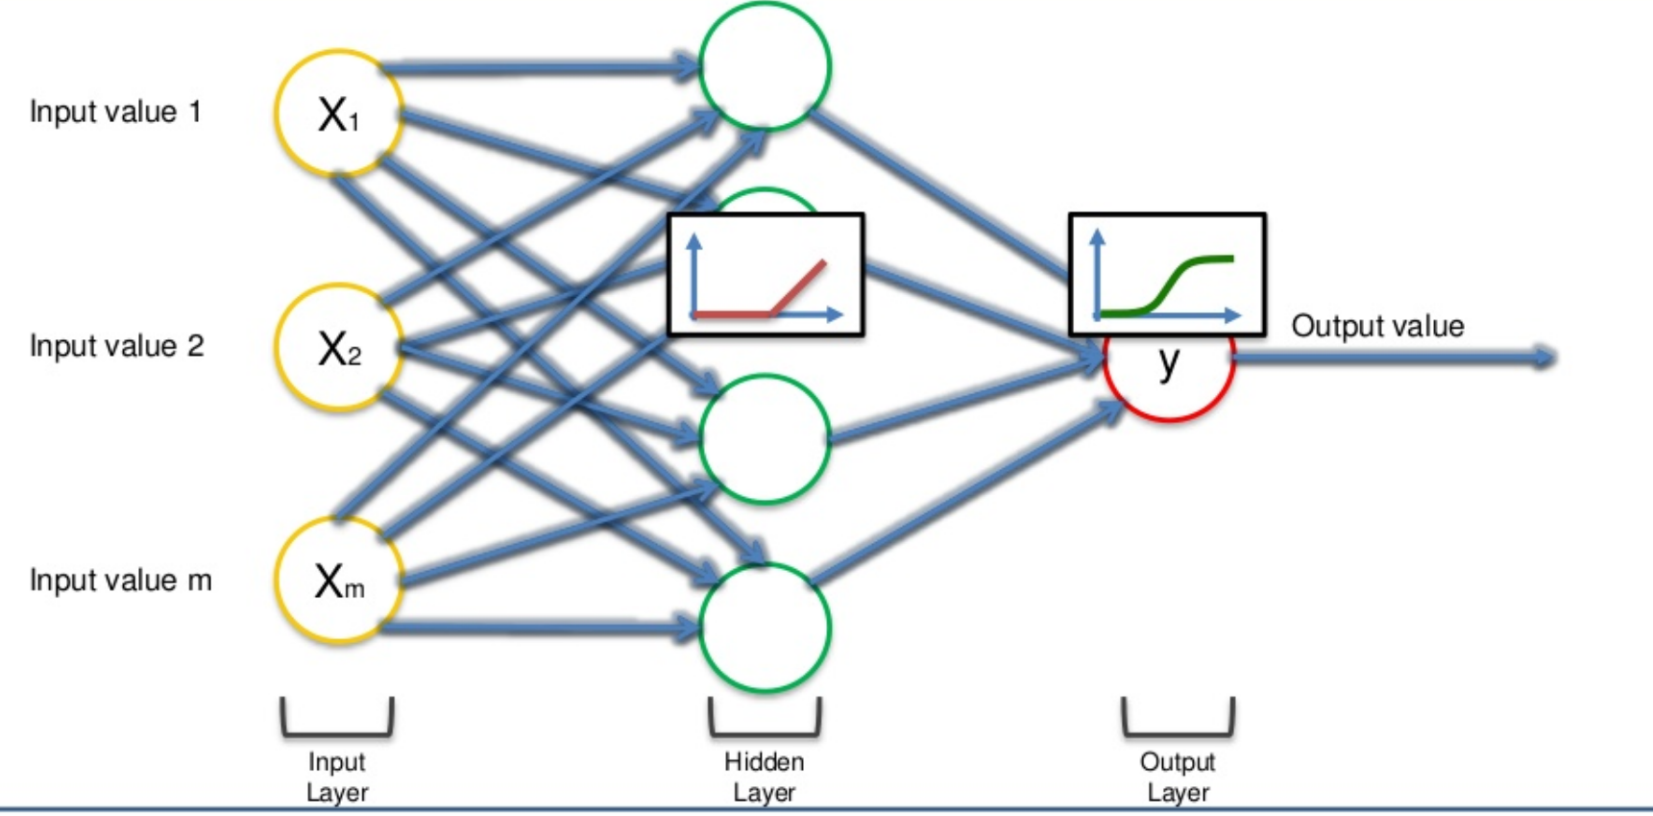 Input value 1
X₁
Input value 2
X₂
Input value m
Xm
y
Output value
Input
Layer
Hidden
Layer
Output
Layer